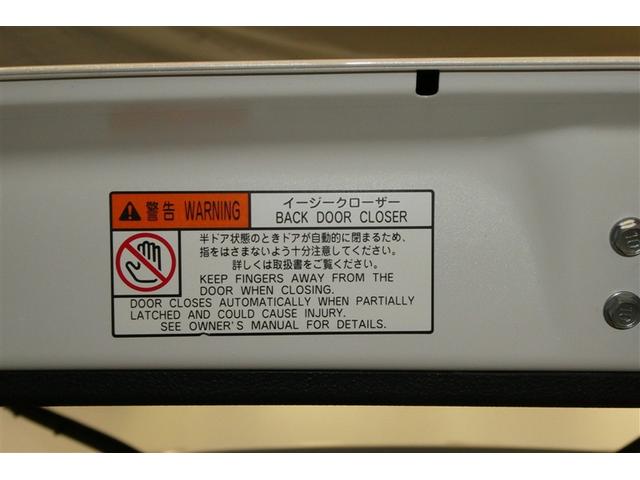 警告 WARNING
イージークローザー
BACK DOOR CLOSER
半ドア状態のときドアが自動的に閉まるため、
指をはさまないよう十分注意してください。
詳しくは取扱書をご覧ください。
KEEP FINGERS AWAY FROM THE
DOOR WHEN CLOSING.
DOOR CLOSES AUTOMATICALLY WHEN PARTIALLY
LATCHED AND COULD CAUSE INJURY.
SEE OWNER'S MANUAL FOR DETAILS.